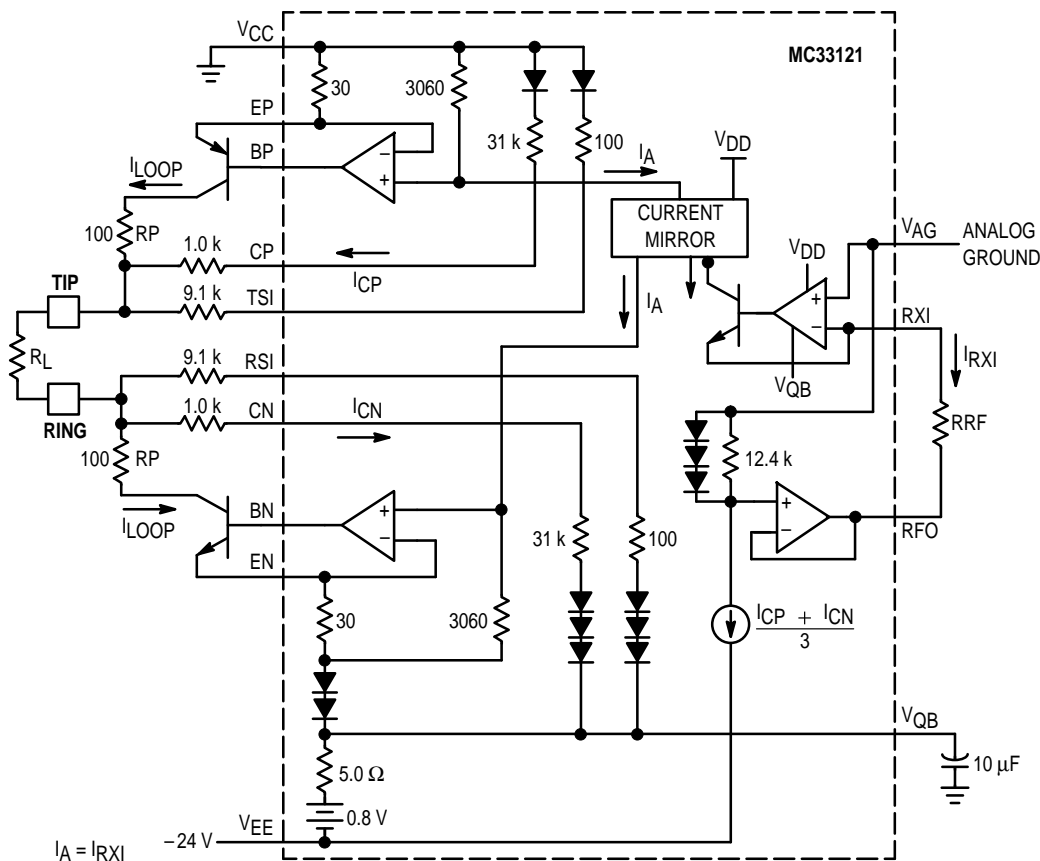 VCC
MC33121
30
3060
EP
31 k
100
VDD
BP
ILOOP
IA
CURRENT
MIRROR
VAG
ANALOG
GROUND
100
RP
1.0 k
CP
ICP
VDD
TIP
9.1 k
TSI
IA
RXI
RL
VQB
IRXI
9.1 k
RSI
CN
ICN
RING
1.0 k
RRF
100
RP
12.4 k
BN
ILOOP
31 k
100
RFO
EN
30
3060
ICP + ICN
3
VQB
5.0 Ω
10 µF
0.8 V
VEE
−24 V
IA = IRXI